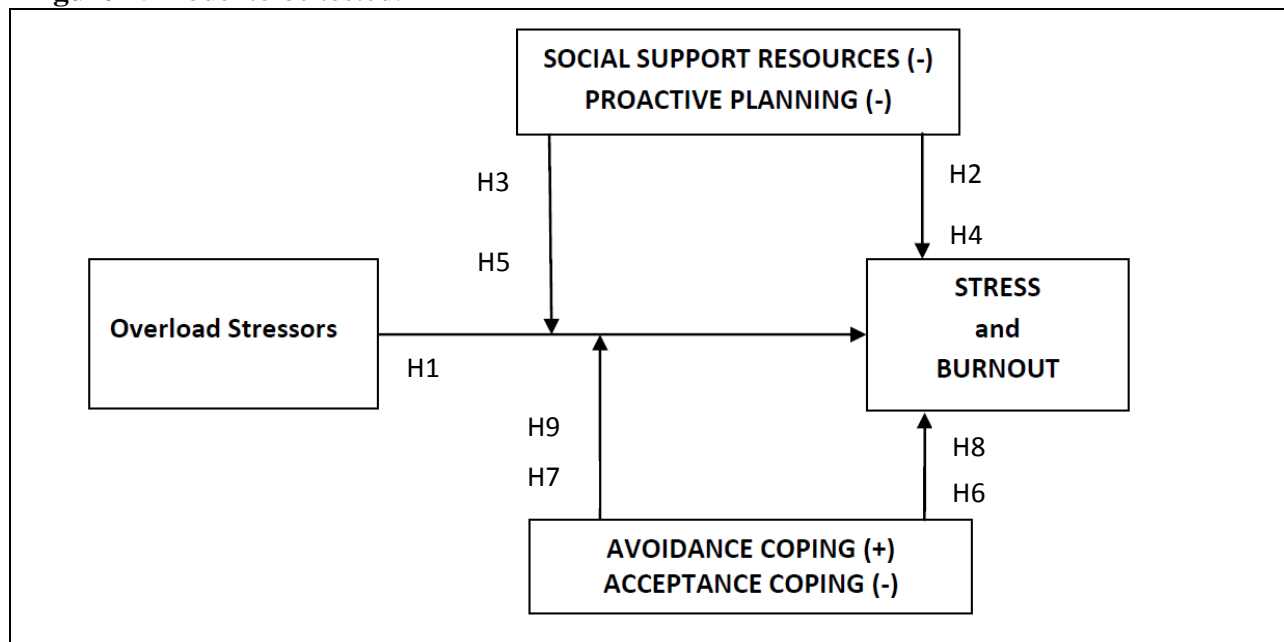 SOCIAL SUPPORT RESOURCES (-)
PROACTIVE PLANNING (-)
H3
H2
H5
H4
Overload Stressors
STRESS
and
BURNOUT
H1
H9
H7
H8
H6
AVOIDANCE COPING (+)
ACCEPTANCE COPING (-)